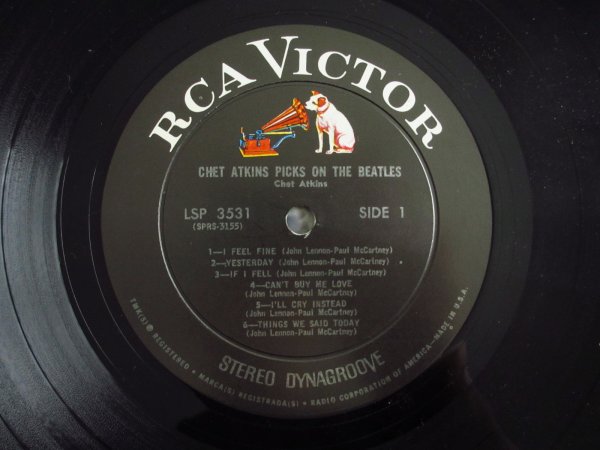 RCA VICTOR
CHET ATKINS PICKS ON THE BEATLES
Chet Atkins
LSP 3531
(SPRS-3155)
SIDE 1
1—I FEEL FINE (John Lennon-Paul McCartney)
2—YESTERDAY (John Lennon-Paul McCartney)
3—IF I FELL (John Lennon-Paul McCartney)
4—CAN'T BUY ME LOVE
(John Lennon-Paul McCartney)
5—I'LL CRY INSTEAD
(John Lennon-Paul McCartney)
6—THINGS WE SAID TODAY
(John Lennon-Paul McCartney)
STEREO DYNAGROOVE
TMK(S) ® REGISTERED • MARCA(S) REGISTRADA(S) • RADIO CORPORATION OF AMERICA—MADE IN U.S.A.